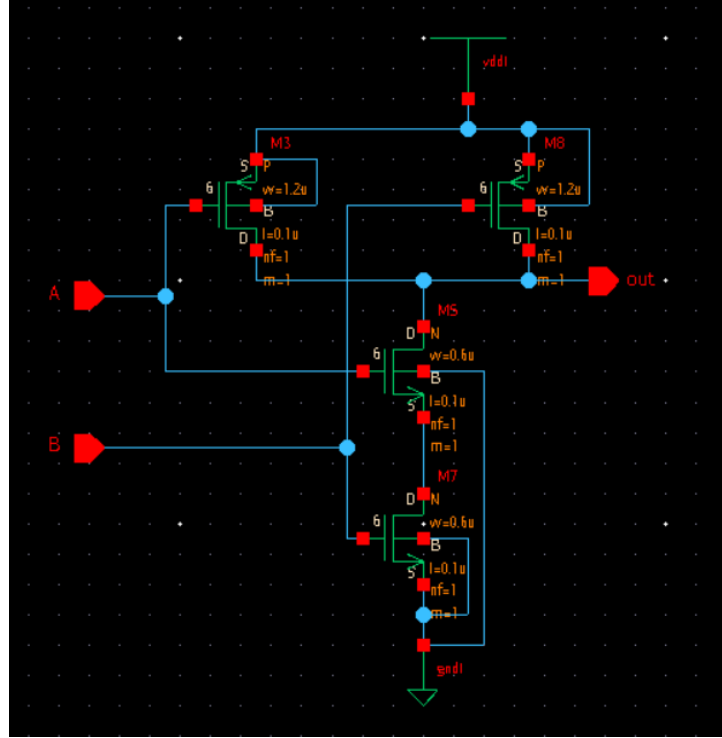 vdd!
M3
S P
G w=1.2u
B
D l=0.1u
nf=1
m=1
M8
S P
G w=1.2u
B
D l=0.1u
nf=1
m=1
A
out
M5
D N
G w=0.6u
B
S l=0.1u
nf=1
m=1
B
M7
D N
G w=0.6u
B
S l=0.1u
nf=1
m=1
gnd!